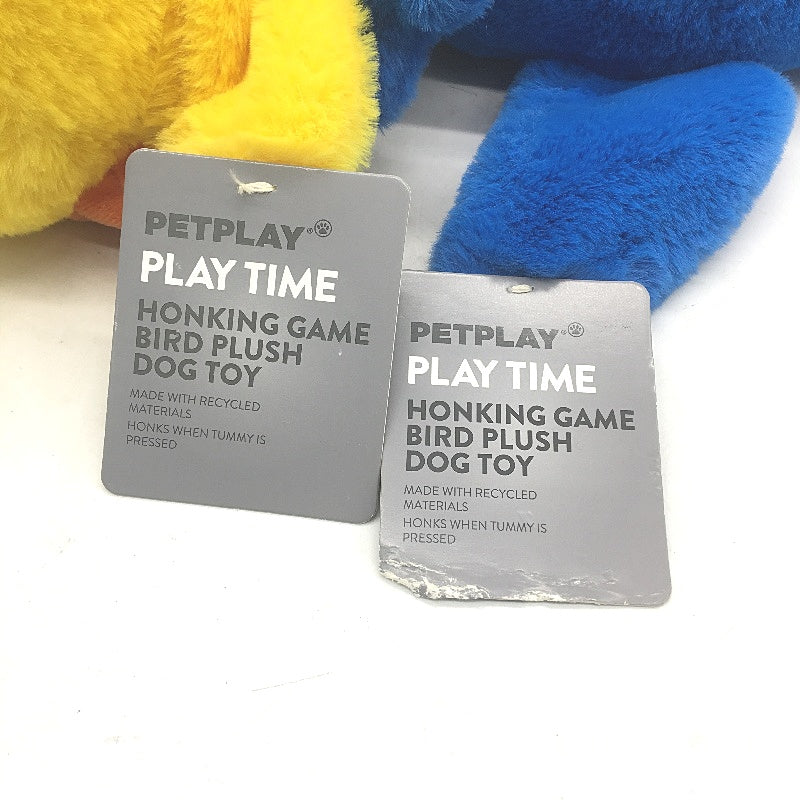 PETPLAY®
PLAY TIME
HONKING GAME
BIRD PLUSH
DOG TOY
MADE WITH RECYCLED
MATERIALS
HONKS WHEN TUMMY IS
PRESSED
PETPLAY®
PLAY TIME
HONKING GAME
BIRD PLUSH
DOG TOY
MADE WITH RECYCLED
MATERIALS
HONKS WHEN TUMMY IS
PRESSED